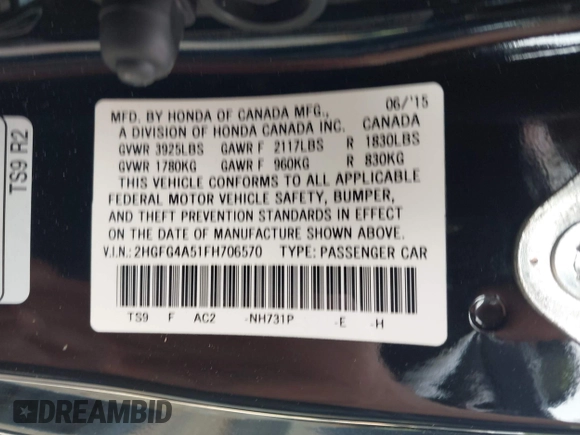 TS9 R2
MFD. BY HONDA OF CANADA MFG., 06/'15
A DIVISION OF HONDA CANADA INC. CANADA
GVWR 3925LBS GAWR F 2117LBS R 1830LBS
GVWR 1780KG GAWR F 960KG R 830KG
THIS VEHICLE CONFORMS TO ALL APPLICABLE
FEDERAL MOTOR VEHICLE SAFETY, BUMPER,
AND THEFT PREVENTION STANDARDS IN EFFECT
ON THE DATE OF MANUFACTURE SHOWN ABOVE.
V.I.N.: 2HGFG4A51FH706570 TYPE: PASSENGER CAR
TS9 F AC2 -NH731P -E -H
DREAMBID